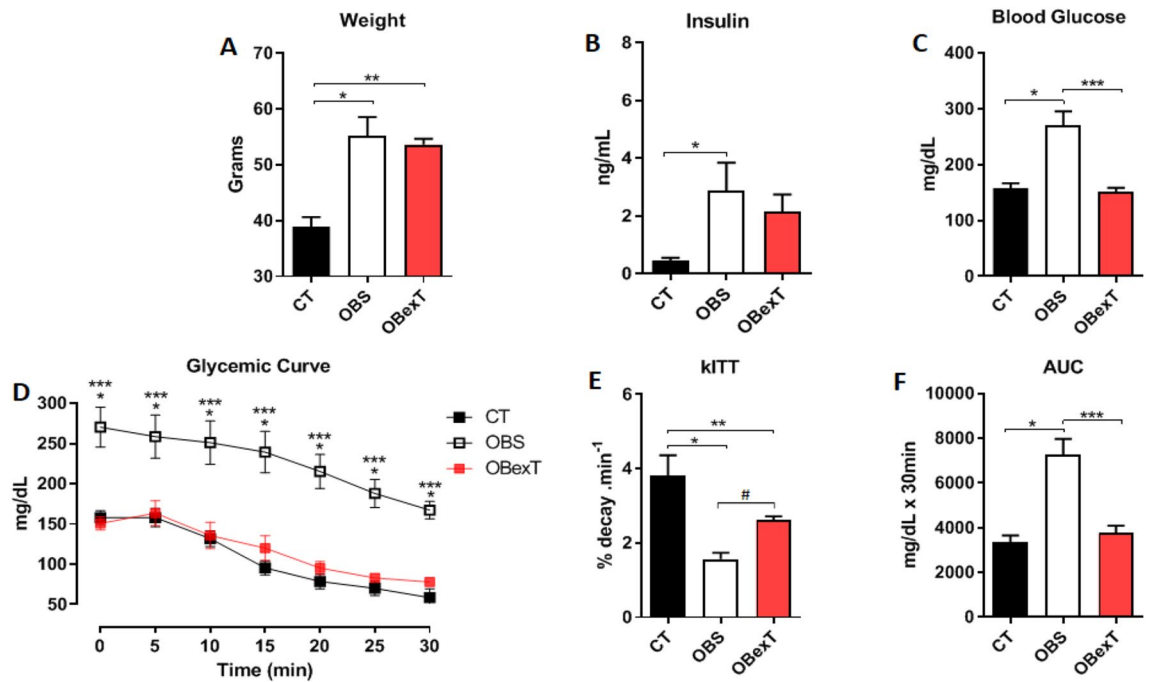 A
Weight
70
60
50
40
30
Grams
**
*
CT
OBS
OBexT
B
Insulin
8
6
4
2
0
ng/mL
*
CT
OBS
OBexT
C
Blood Glucose
400
300
200
100
0
mg/dL
*
***
CT
OBS
OBexT
D
Glycemic Curve
300
250
200
150
100
50
mg/dL
***
*
***
*
***
*
***
*
***
*
***
*
***
*
0 5 10 15 20 25 30
Time (min)
CT
OBS
OBexT
E
kITT
6
4
2
0
% decay .min-1
**
*
#
CT
OBS
OBexT
F
AUC
10000
8000
6000
4000
2000
0
mg/dL x 30min
*
***
CT
OBS
OBexT